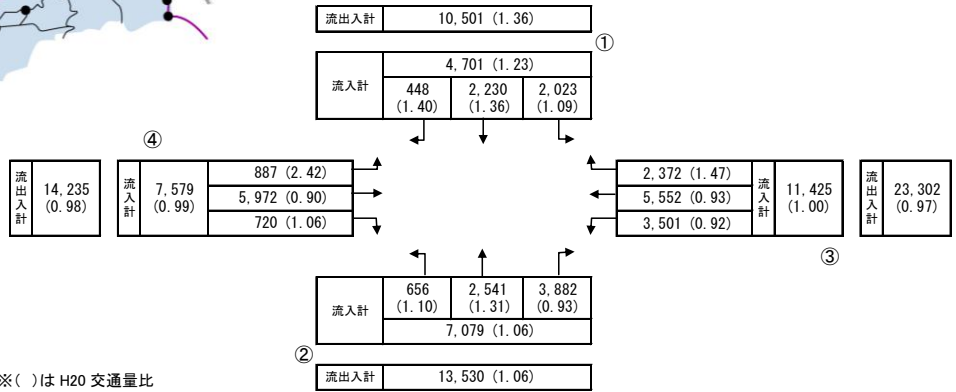 流出入計 10,501 (1.36)
①
流入計 4,701 (1.23)
448 2,230 2,023
(1.40) (1.36) (1.09)
④
流出入計 14,235 (0.98)
流入計 7,579 (0.99)
887 (2.42)
5,972 (0.90)
720 (1.06)
2,372 (1.47)
5,552 (0.93)
3,501 (0.92)
流入計 11,425 (1.00)
流出入計 23,302 (0.97)
③
流入計
656 2,541 3,882
(1.10) (1.31) (0.93)
7,079 (1.06)
②
流出入計 13,530 (1.06)
※( )は H20 交通量比